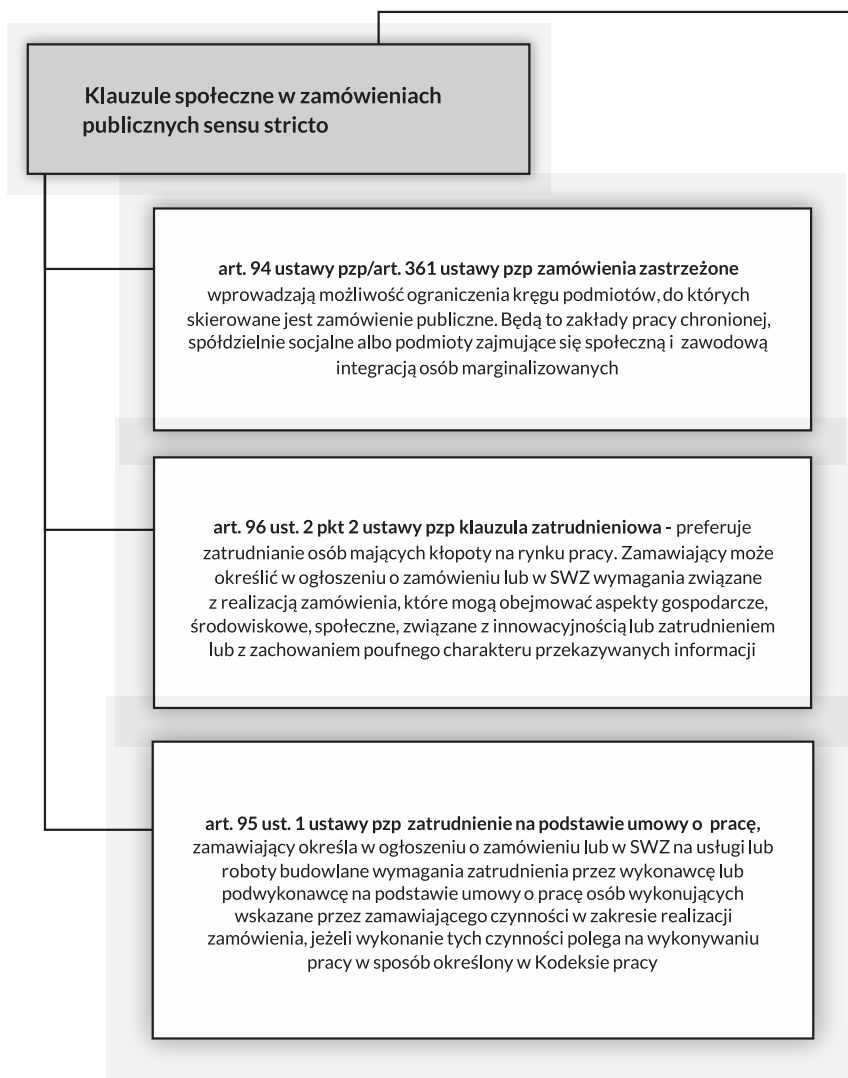 Klauzule społeczne w zamówieniach
publicznych sensu stricto
art. 94 ustawy pzp/art. 361 ustawy pzp zamówienia zastrzeżone
wprowadzają możliwość ograniczenia kręgu podmiotów, do których
skierowane jest zamówienie publiczne. Będą to zakłady pracy chronionej,
spółdzielnie socjalne albo podmioty zajmujące się społeczną i zawodową
integracją osób marginalizowanych
art. 96 ust. 2 pkt 2 ustawy pzp klauzula zatrudnieniowa - preferuje
zatrudnianie osób mających kłopoty na rynku pracy. Zamawiający może
określić w ogłoszeniu o zamówieniu lub w SWZ wymagania związane
z realizacją zamówienia, które mogą obejmować aspekty gospodarcze,
środowiskowe, społeczne, związane z innowacyjnością lub zatrudnieniem
lub z zachowaniem poufnego charakteru przekazywanych informacji
art. 95 ust. 1 ustawy pzp zatrudnienie na podstawie umowy o pracę,
zamawiający określa w ogłoszeniu o zamówieniu lub w SWZ na usługi lub
roboty budowlane wymagania zatrudnienia przez wykonawcę lub
podwykonawcę na podstawie umowy o pracę osób wykonujących
wskazane przez zamawiającego czynności w zakresie realizacji
zamówienia, jeżeli wykonanie tych czynności polega na wykonywaniu
pracy w sposób określony w Kodeksie pracy